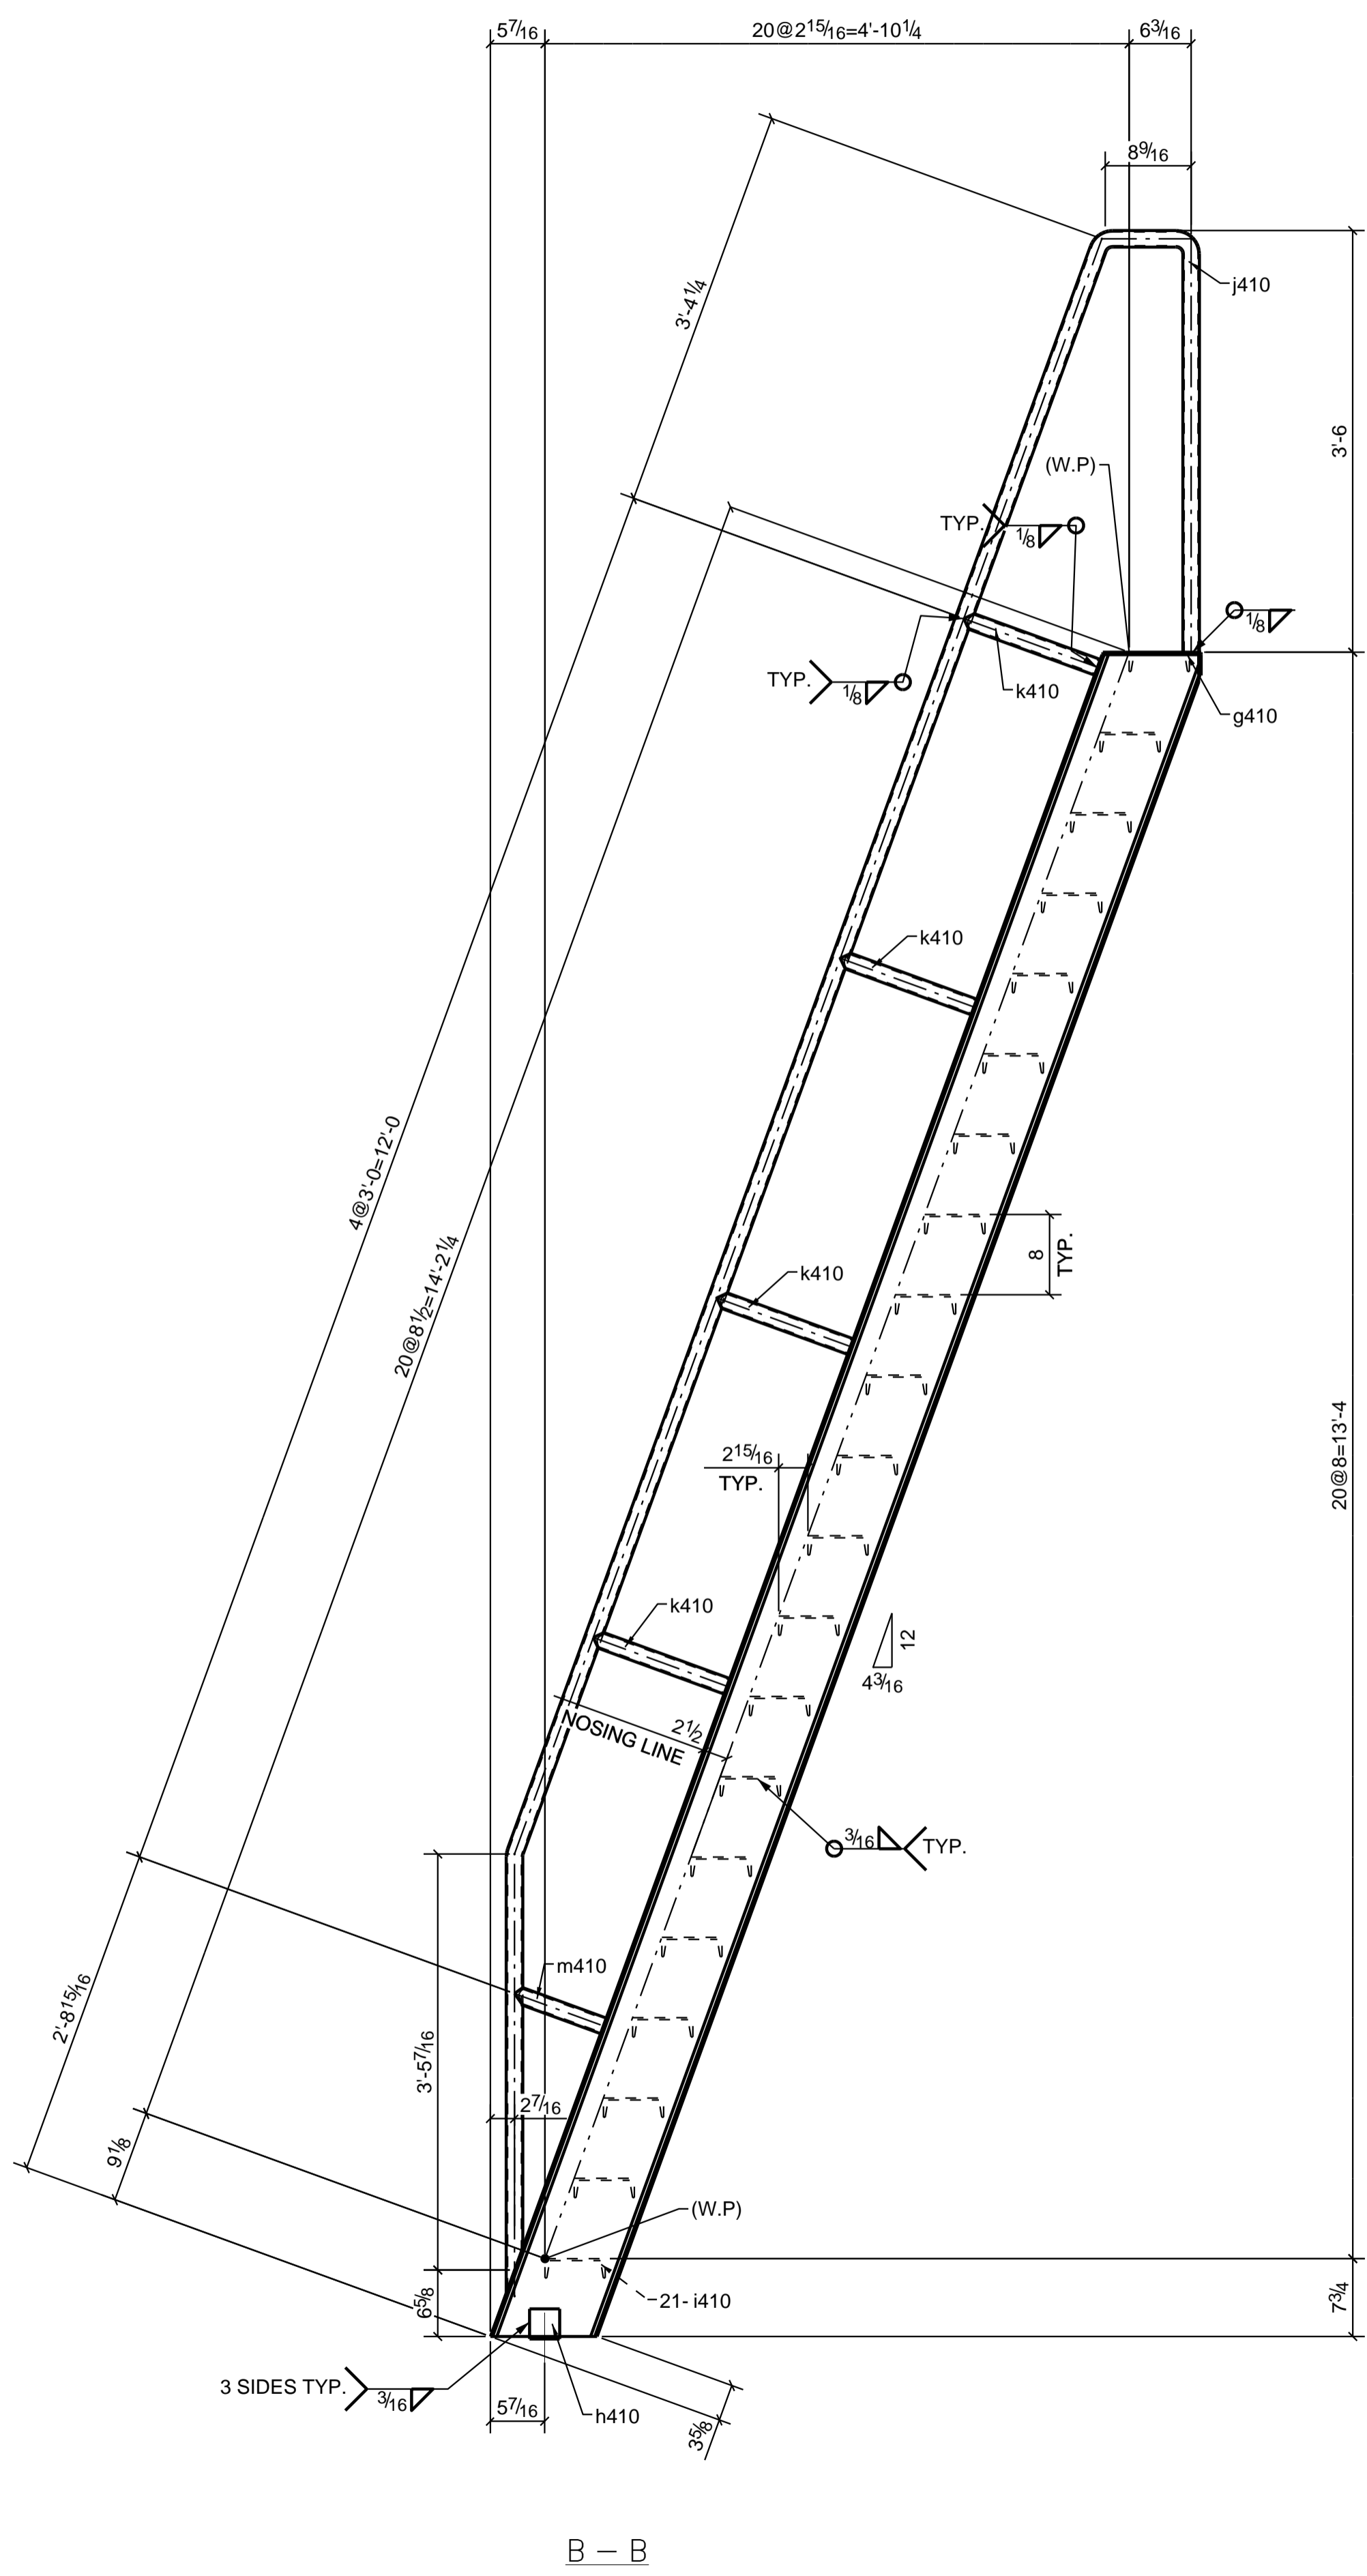 5 7/16
20@2 15/16=4'-10 1/4
6 3/16
8 9/16
j410
3'-4 1/4
3'-6
(W.P)
TYP.
1/8
1/8
TYP.
1/8
k410
g410
k410
4@3'-0=12'-0
20@8 1/2=14'-2 1/4
8
TYP.
k410
20@8=13'-4
2 15/16
TYP.
k410
12
4 3/16
2 1/2
NOSING LINE
3/16
TYP.
m410
2'-8 15/16
3'-5 7/16
2 7/16
9 1/8
(W.P)
21- i410
6 5/8
7 3/4
3 SIDES TYP.
3/16
5 7/16
h410
3 5/8
B — B